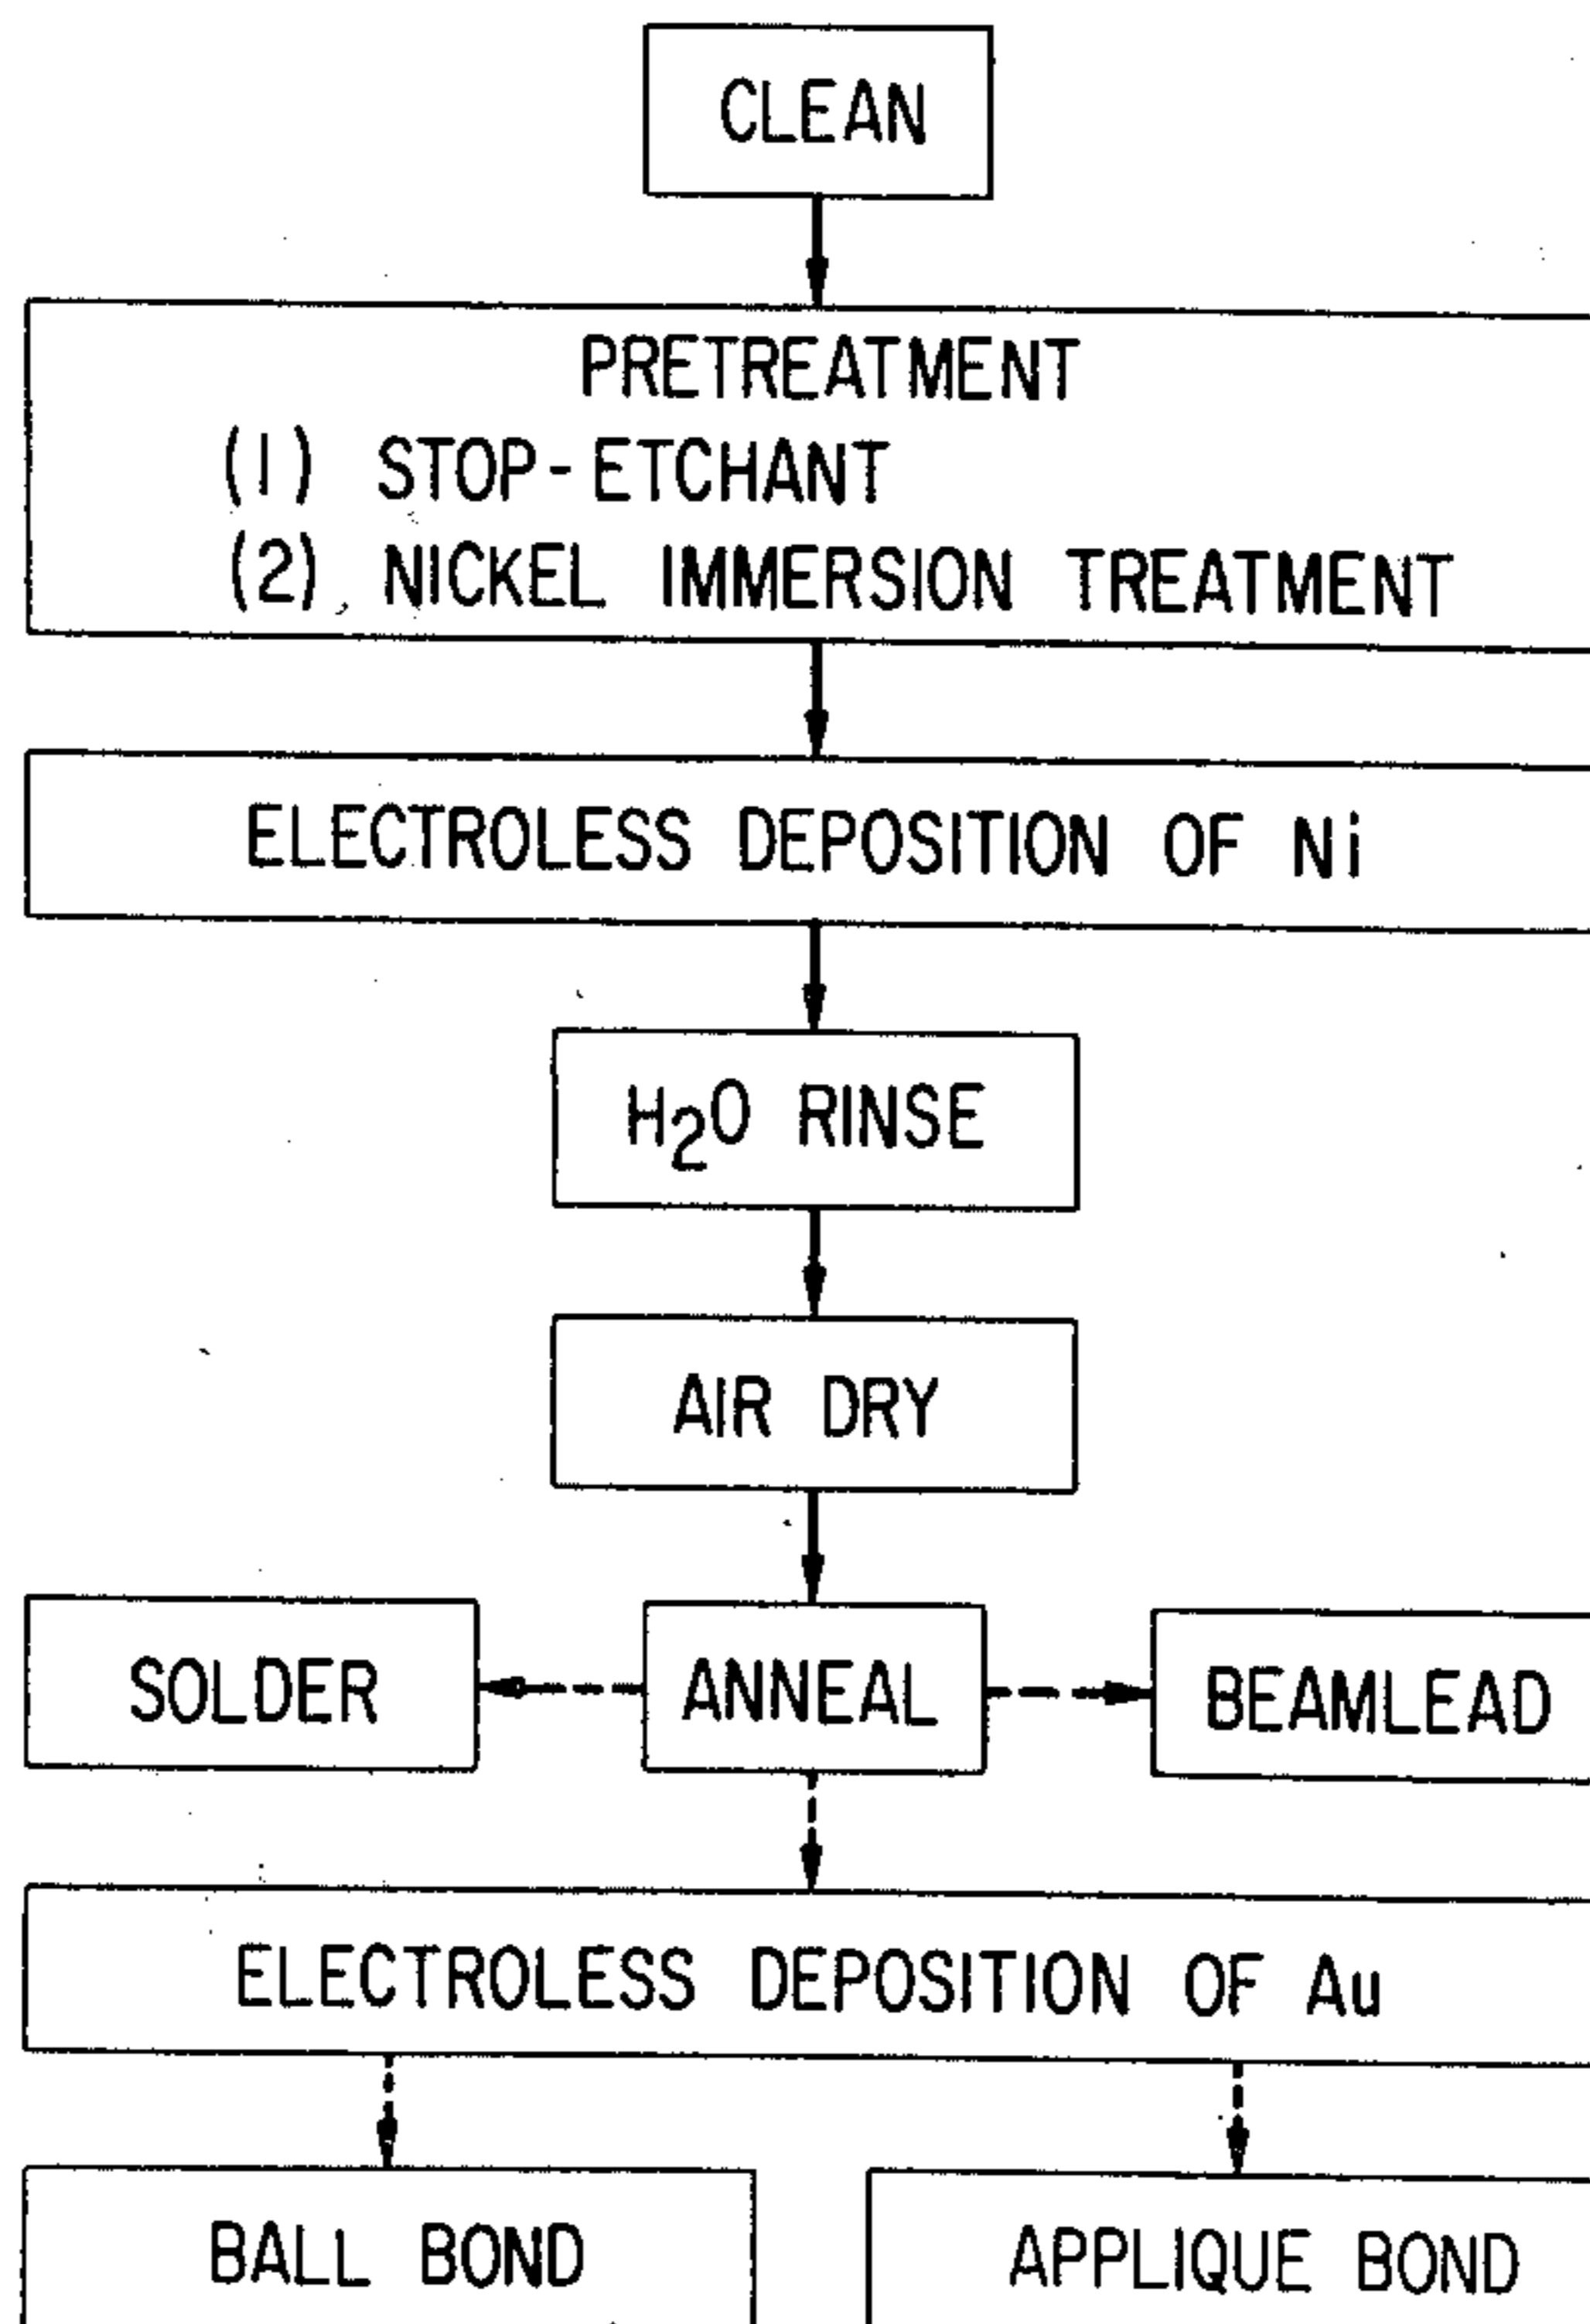 CLEAN
PRETREATMENT
(1) STOP-ETCHANT
(2) NICKEL IMMERSION TREATMENT
ELECTROLESS DEPOSITION OF Ni
H₂O RINSE
AIR DRY
SOLDER
ANNEAL
BEAMLEAD
ELECTROLESS DEPOSITION OF Au
BALL BOND
APPLIQUE BOND